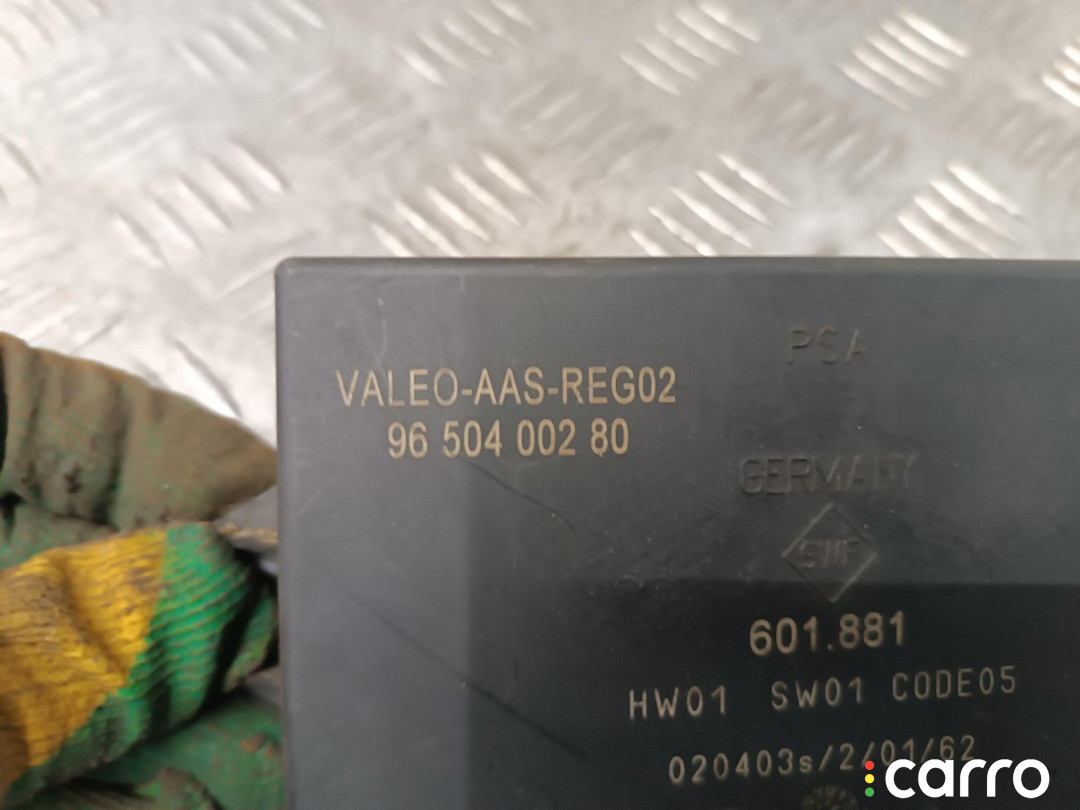 PSA
VALEO-AAS-REG02
96 504 002 80
GERMANY
SWF
601.881
HW01 SW01 CODE05
020403s/2/01/62
carro